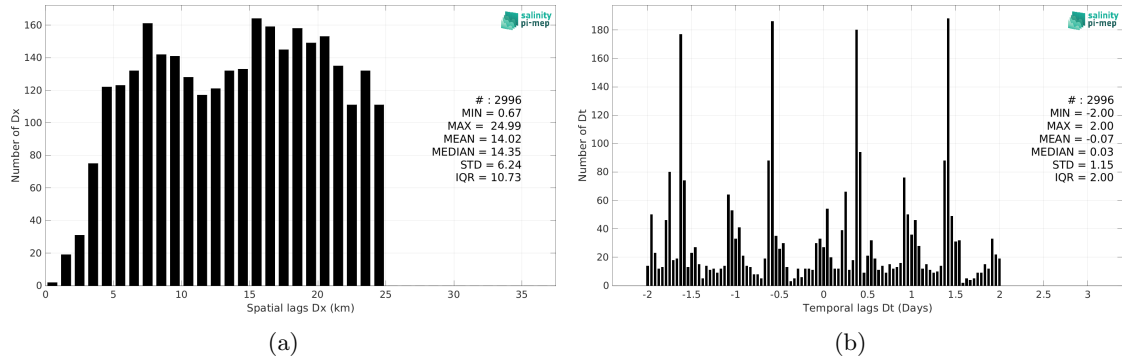 salinity
pi-mep
Number of Dx
160
140
120
100
80
60
40
20
0
# : 2996
MIN = 0.67
MAX = 24.99
MEAN = 14.02
MEDIAN = 14.35
STD = 6.24
IQR = 10.73
0 5 10 15 20 25 30 35
Spatial lags Dx (km)
(a)
salinity
pi-mep
Number of Dt
180
160
140
120
100
80
60
40
20
0
# : 2996
MIN = -2.00
MAX = 2.00
MEAN = -0.07
MEDIAN = 0.03
STD = 1.15
IQR = 2.00
-2 -1.5 -1 -0.5 0 0.5 1 1.5 2 2.5 3
Temporal lags Dt (Days)
(b)